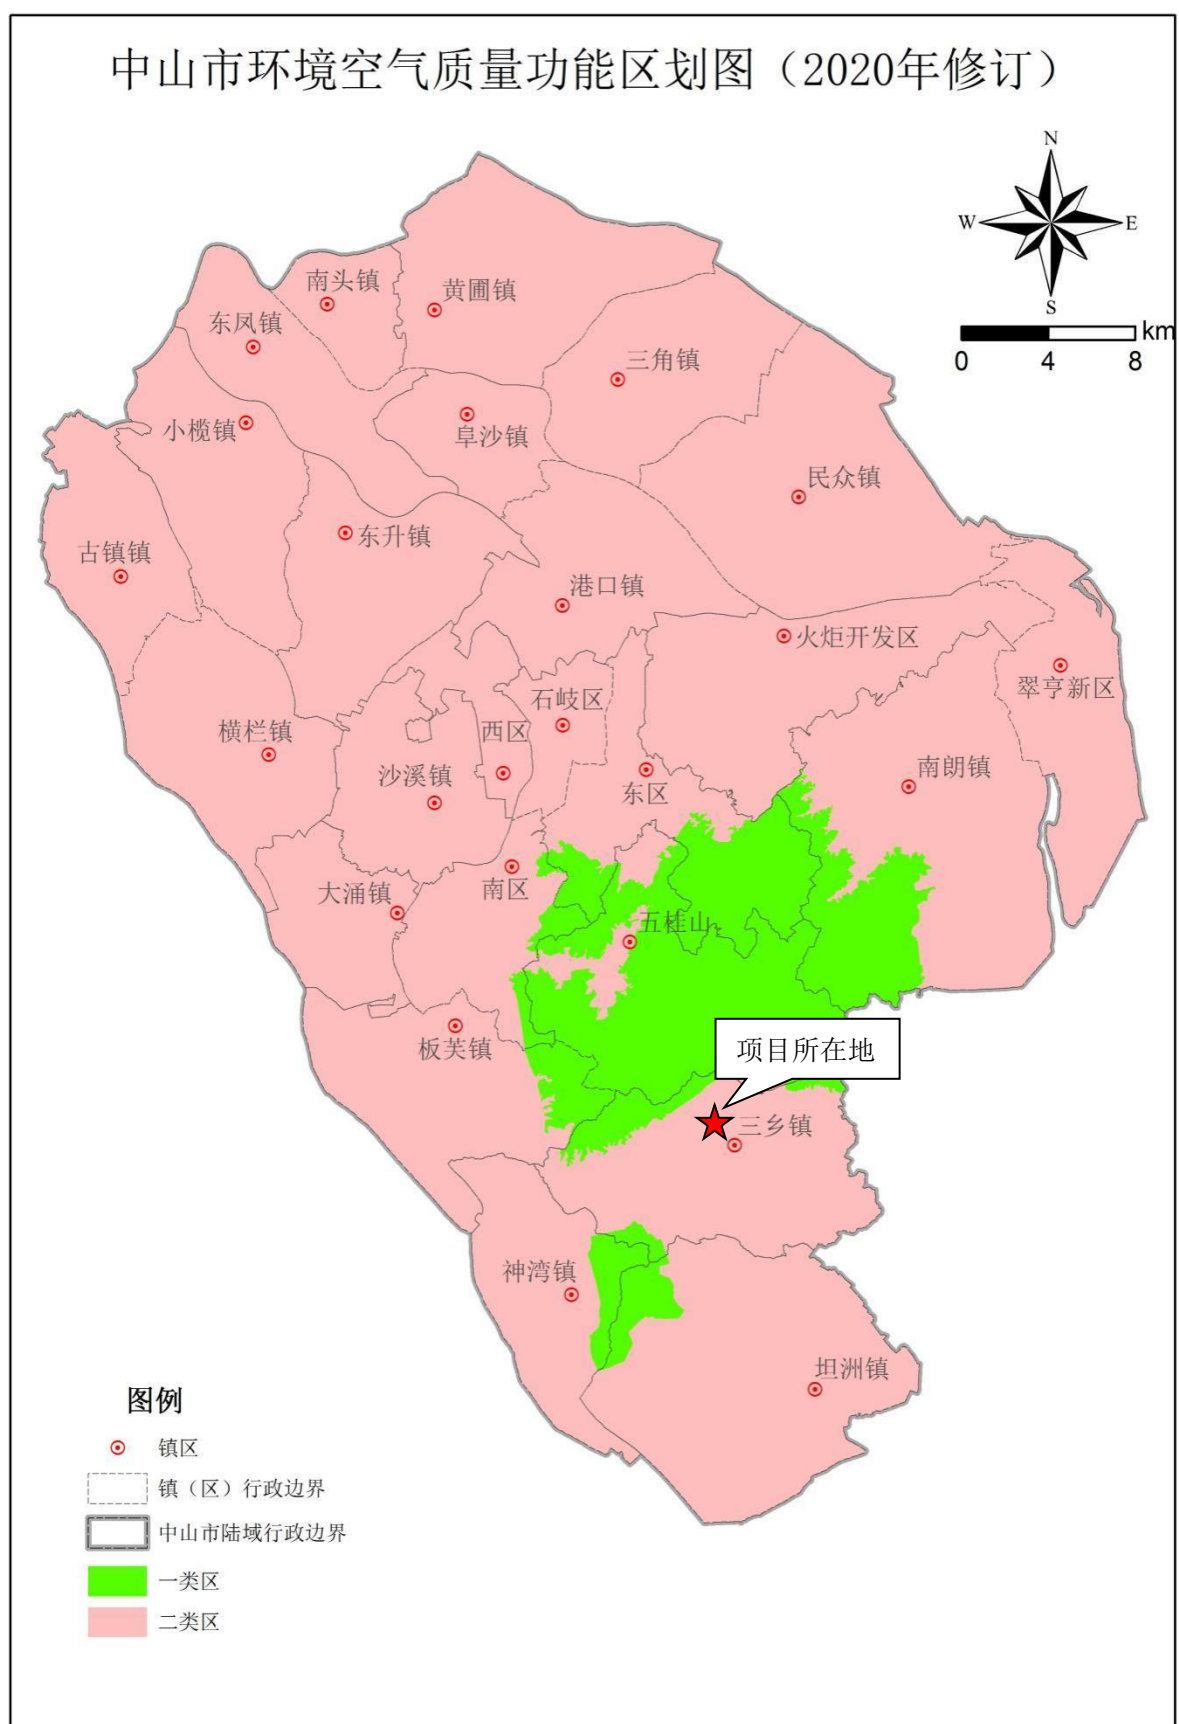 中山市环境空气质量功能区划图（2020年修订）
N
W
E
S
km
0
4
8
南头镇
黄圃镇
东凤镇
三角镇
小榄镇
阜沙镇
民众镇
东升镇
古镇镇
港口镇
火炬开发区
翠亨新区
石岐区
横栏镇
西区
沙溪镇
东区
南朗镇
南区
大涌镇
五桂山
板芙镇
项目所在地
三乡镇
神湾镇
坦洲镇
图例
镇区
镇（区）行政边界
中山市陆域行政边界
一类区
二类区